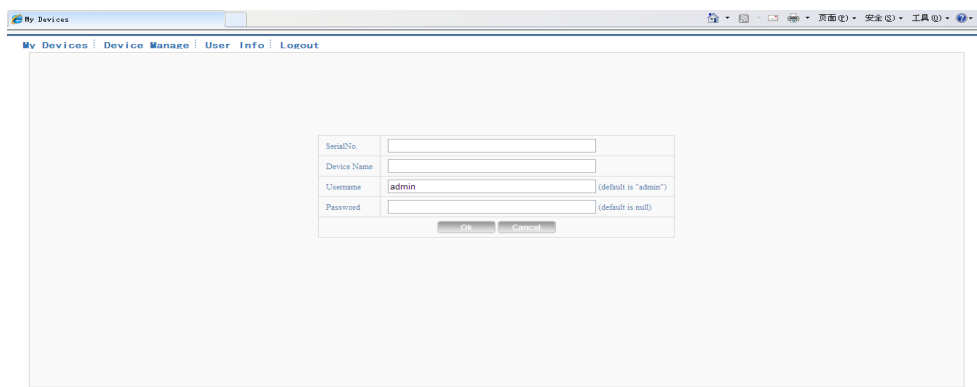 My Devices
页面(P) 安全(S) 工具(O)
My Devices Device Manage User Info Logout
SerialNo.
Device Name
Username admin (default is "admin")
Password (default is null)
Ok Cancel